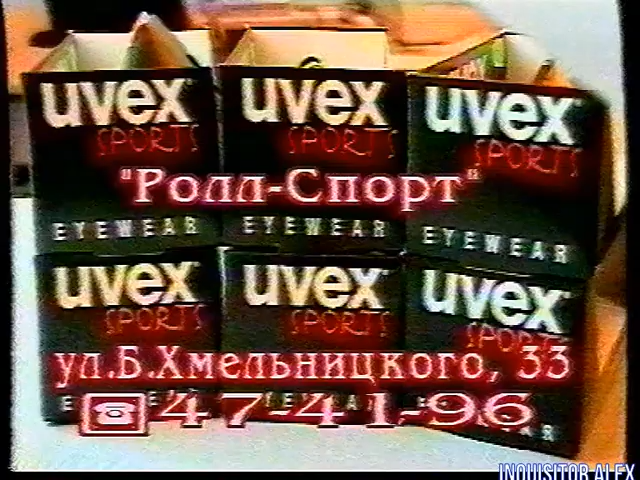 uvex uvex uvex
SPORTS SPORTS SPORTS
"Ролл-Спорт"
EYEWEAR EYEWEAR EYEWEAR
uvex uvex uvex
SPORTS SPORTS SPORTS
ул.Б.Хмельницкого, 33
☎ 47-41-96
INQUISITOR ALEX